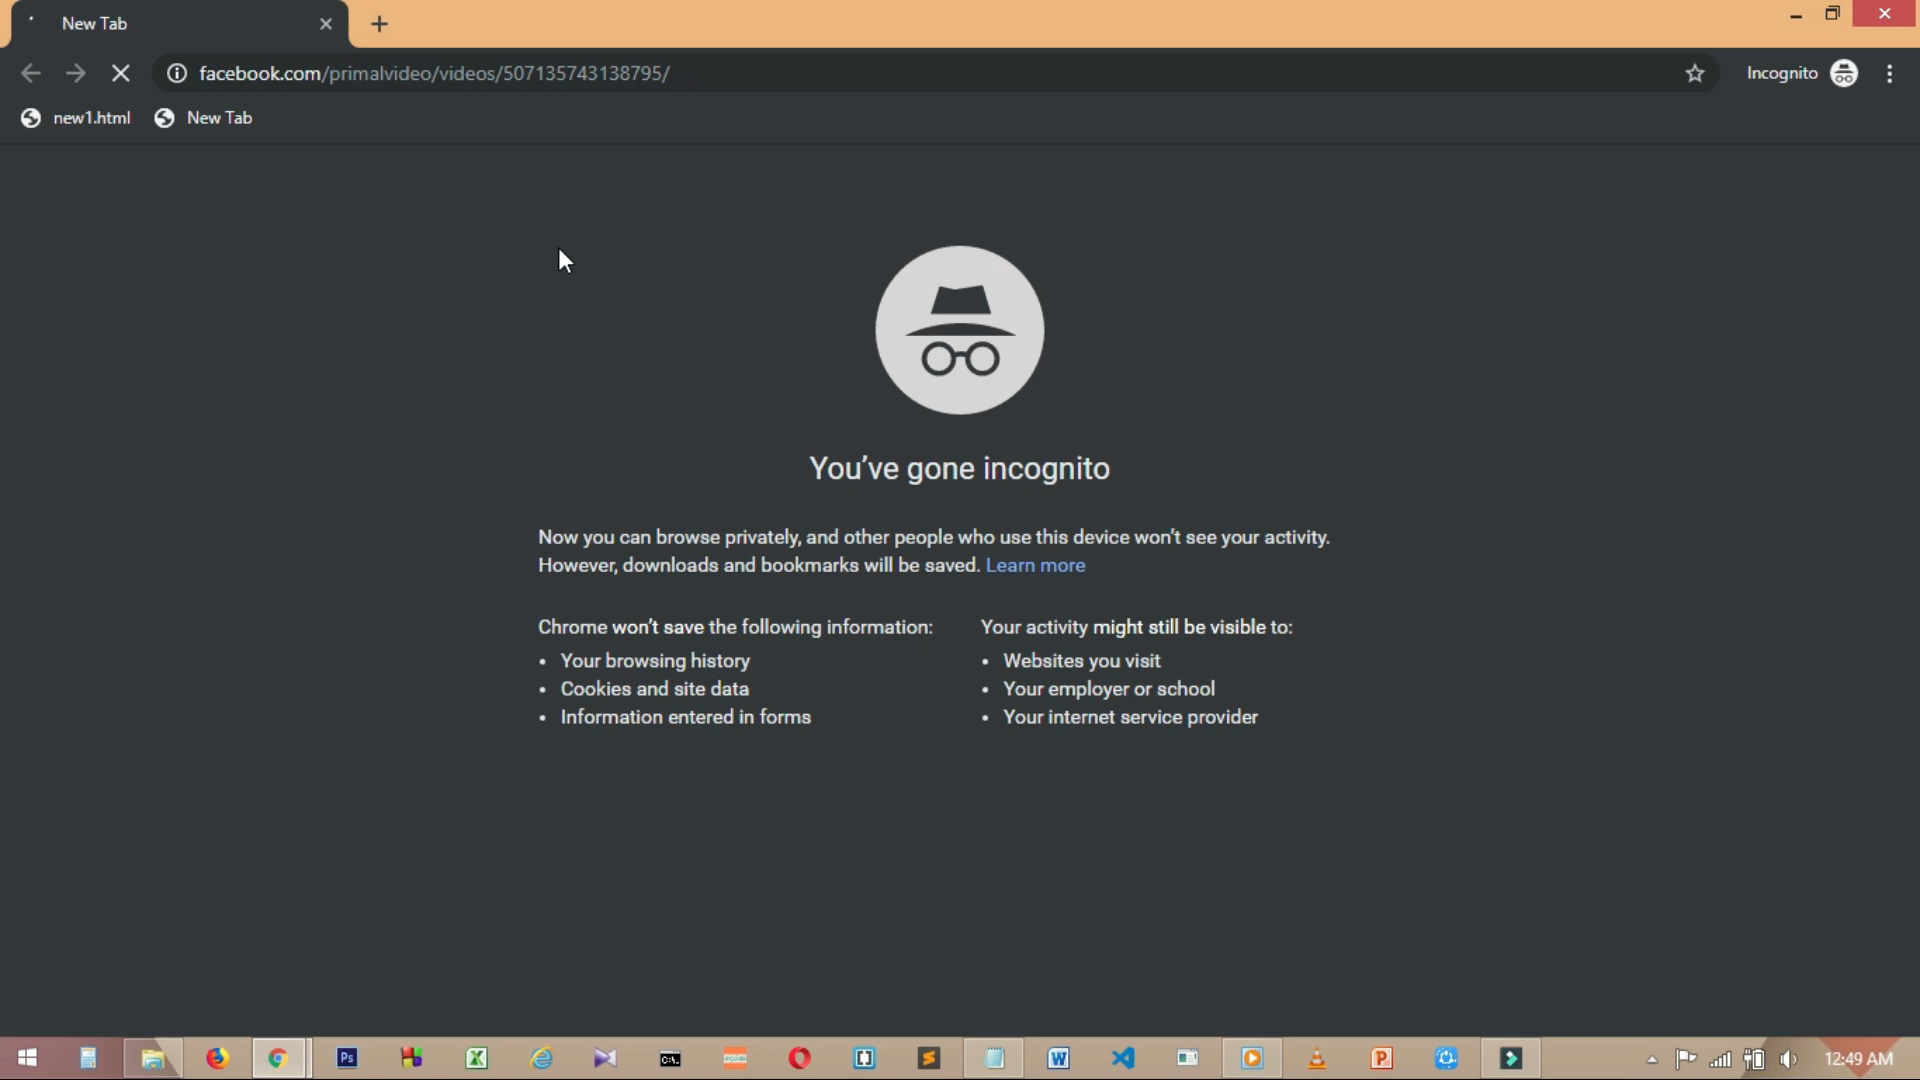 New Tab
facebook.com/primalvideo/videos/507135743138795/
Incognito
new1.html
New Tab
You've gone incognito
Now you can browse privately, and other people who use this device won't see your activity.
However, downloads and bookmarks will be saved. Learn more
Chrome won't save the following information:
• Your browsing history
• Cookies and site data
• Information entered in forms
Your activity might still be visible to:
• Websites you visit
• Your employer or school
• Your internet service provider
Ps
C:\.
W
P
12:49 AM